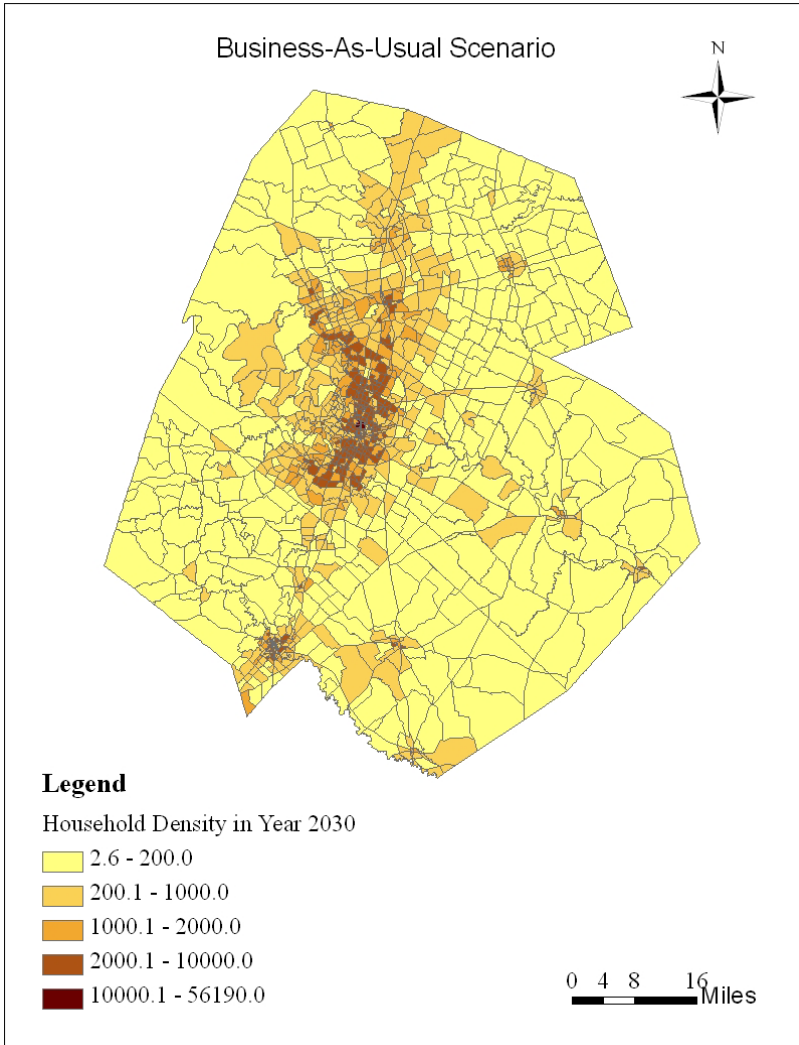 Business-As-Usual Scenario
N
Legend
Household Density in Year 2030
2.6 - 200.0
200.1 - 1000.0
1000.1 - 2000.0
2000.1 - 10000.0
10000.1 - 56190.0
0 4 8 16
Miles